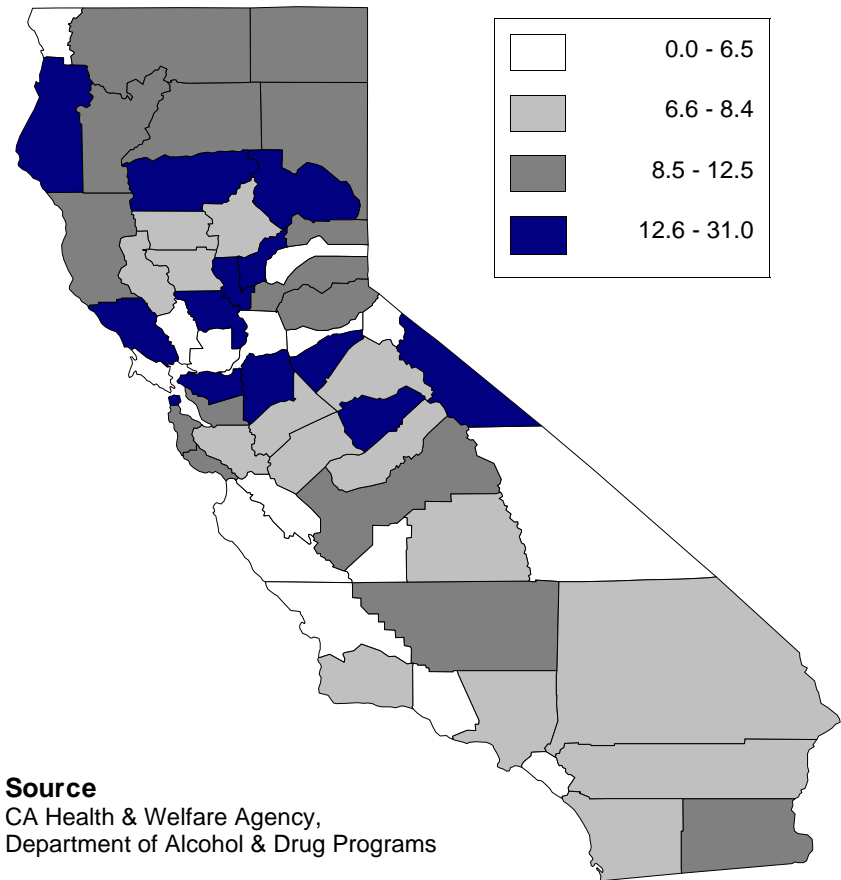 0.0 - 6.5
6.6 - 8.4
8.5 - 12.5
12.6 - 31.0
Source
CA Health & Welfare Agency,
Department of Alcohol & Drug Programs